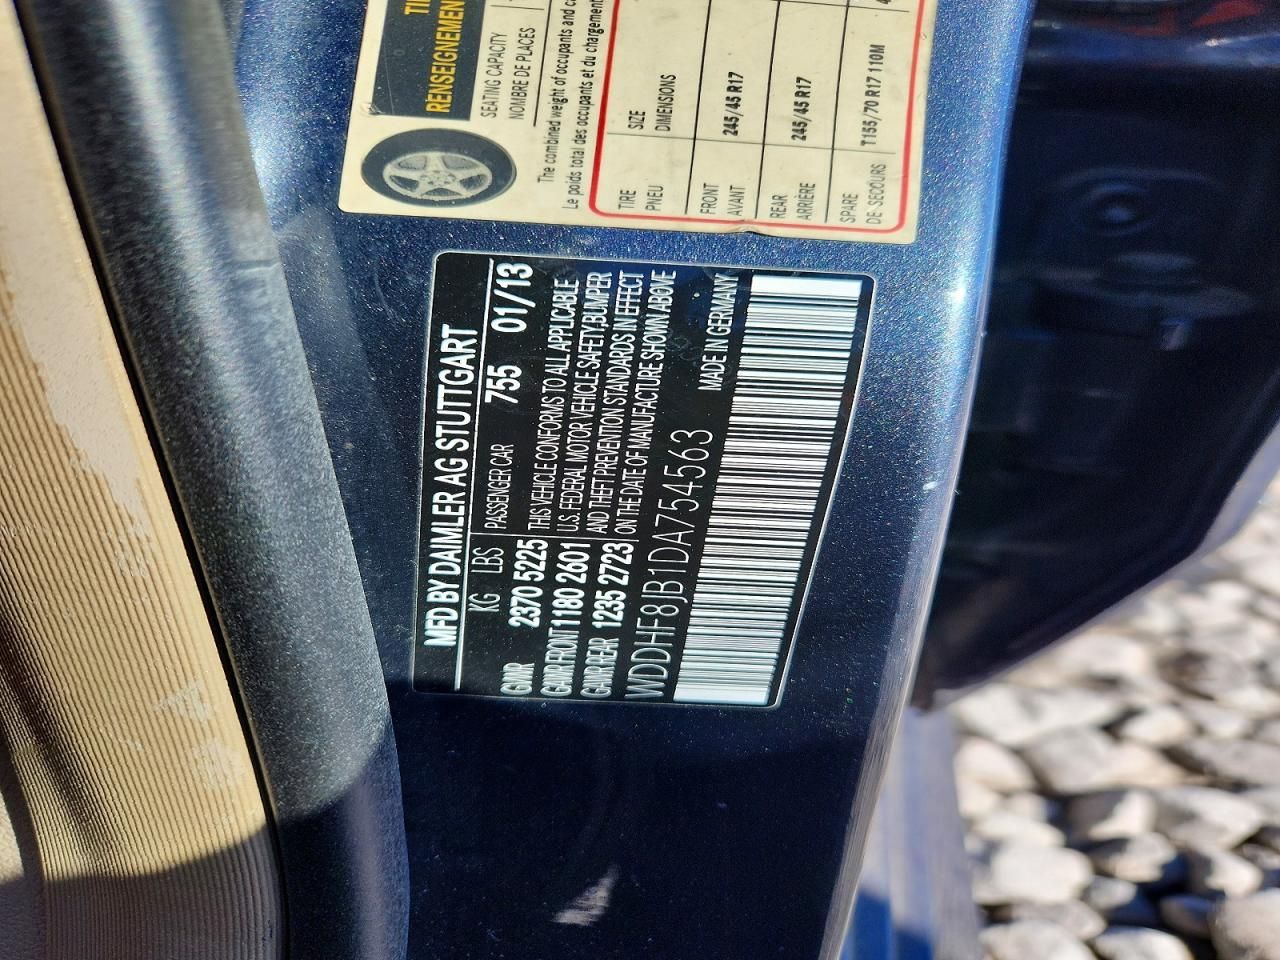 RENSEIGNEMEN
SEATING CAPACITY
NOMBRE DE PLACES
The combined weight of occupants and
Le poids total des occupants et du chargement
TIRE SIZE
PNEU DIMENSIONS
FRONT 245/45 R17
AVANT
REAR 245/45 R17
ARRIÈRE
SPARE T155/70 R17 110M
DE-SECOURS
MFD BY DAIMLER AG STUTTGART
KG LBS PASSENGER CAR 755 01/13
GVWR 2370 5225 THIS VEHICLE CONFORMS TO ALL APPLICABLE
GAWR FRONT 1180 2601 U.S. FEDERAL MOTOR VEHICLE SAFETY,BUMPER
GAWR REAR 1235 2723 AND THEFT PREVENTION STANDARDS IN EFFECT
ON THE DATE OF MANUFACTURE SHOWN ABOVE
WDDHF8JB1DA754563 MADE IN GERMANY